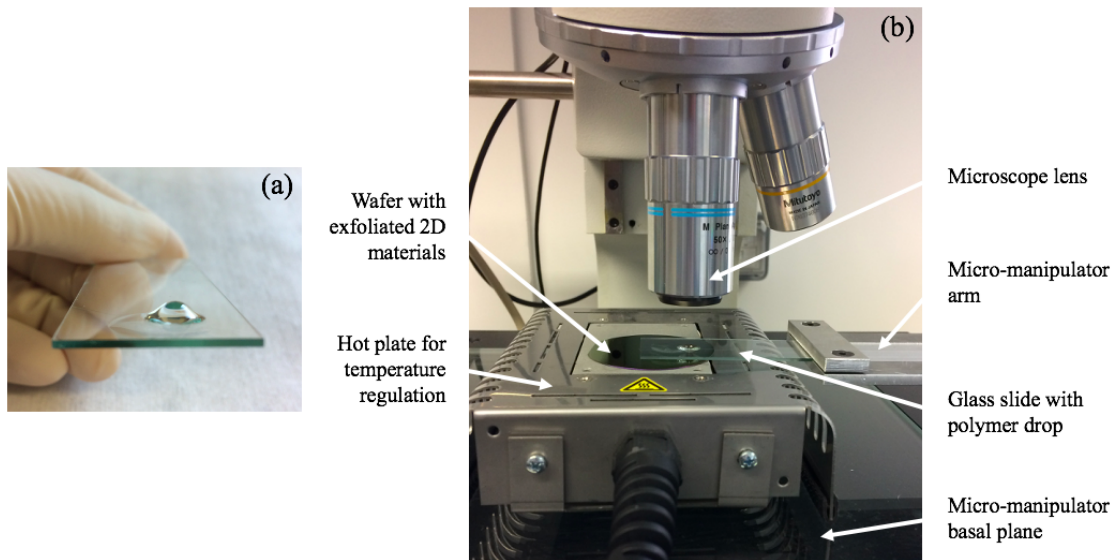 (a)
Wafer with
exfoliated 2D
materials
Hot plate for
temperature
regulation
(b)
Mitutoyo
M Plan
50×
Microscope lens
Micro-manipulator
arm
Glass slide with
polymer drop
Micro-manipulator
basal plane